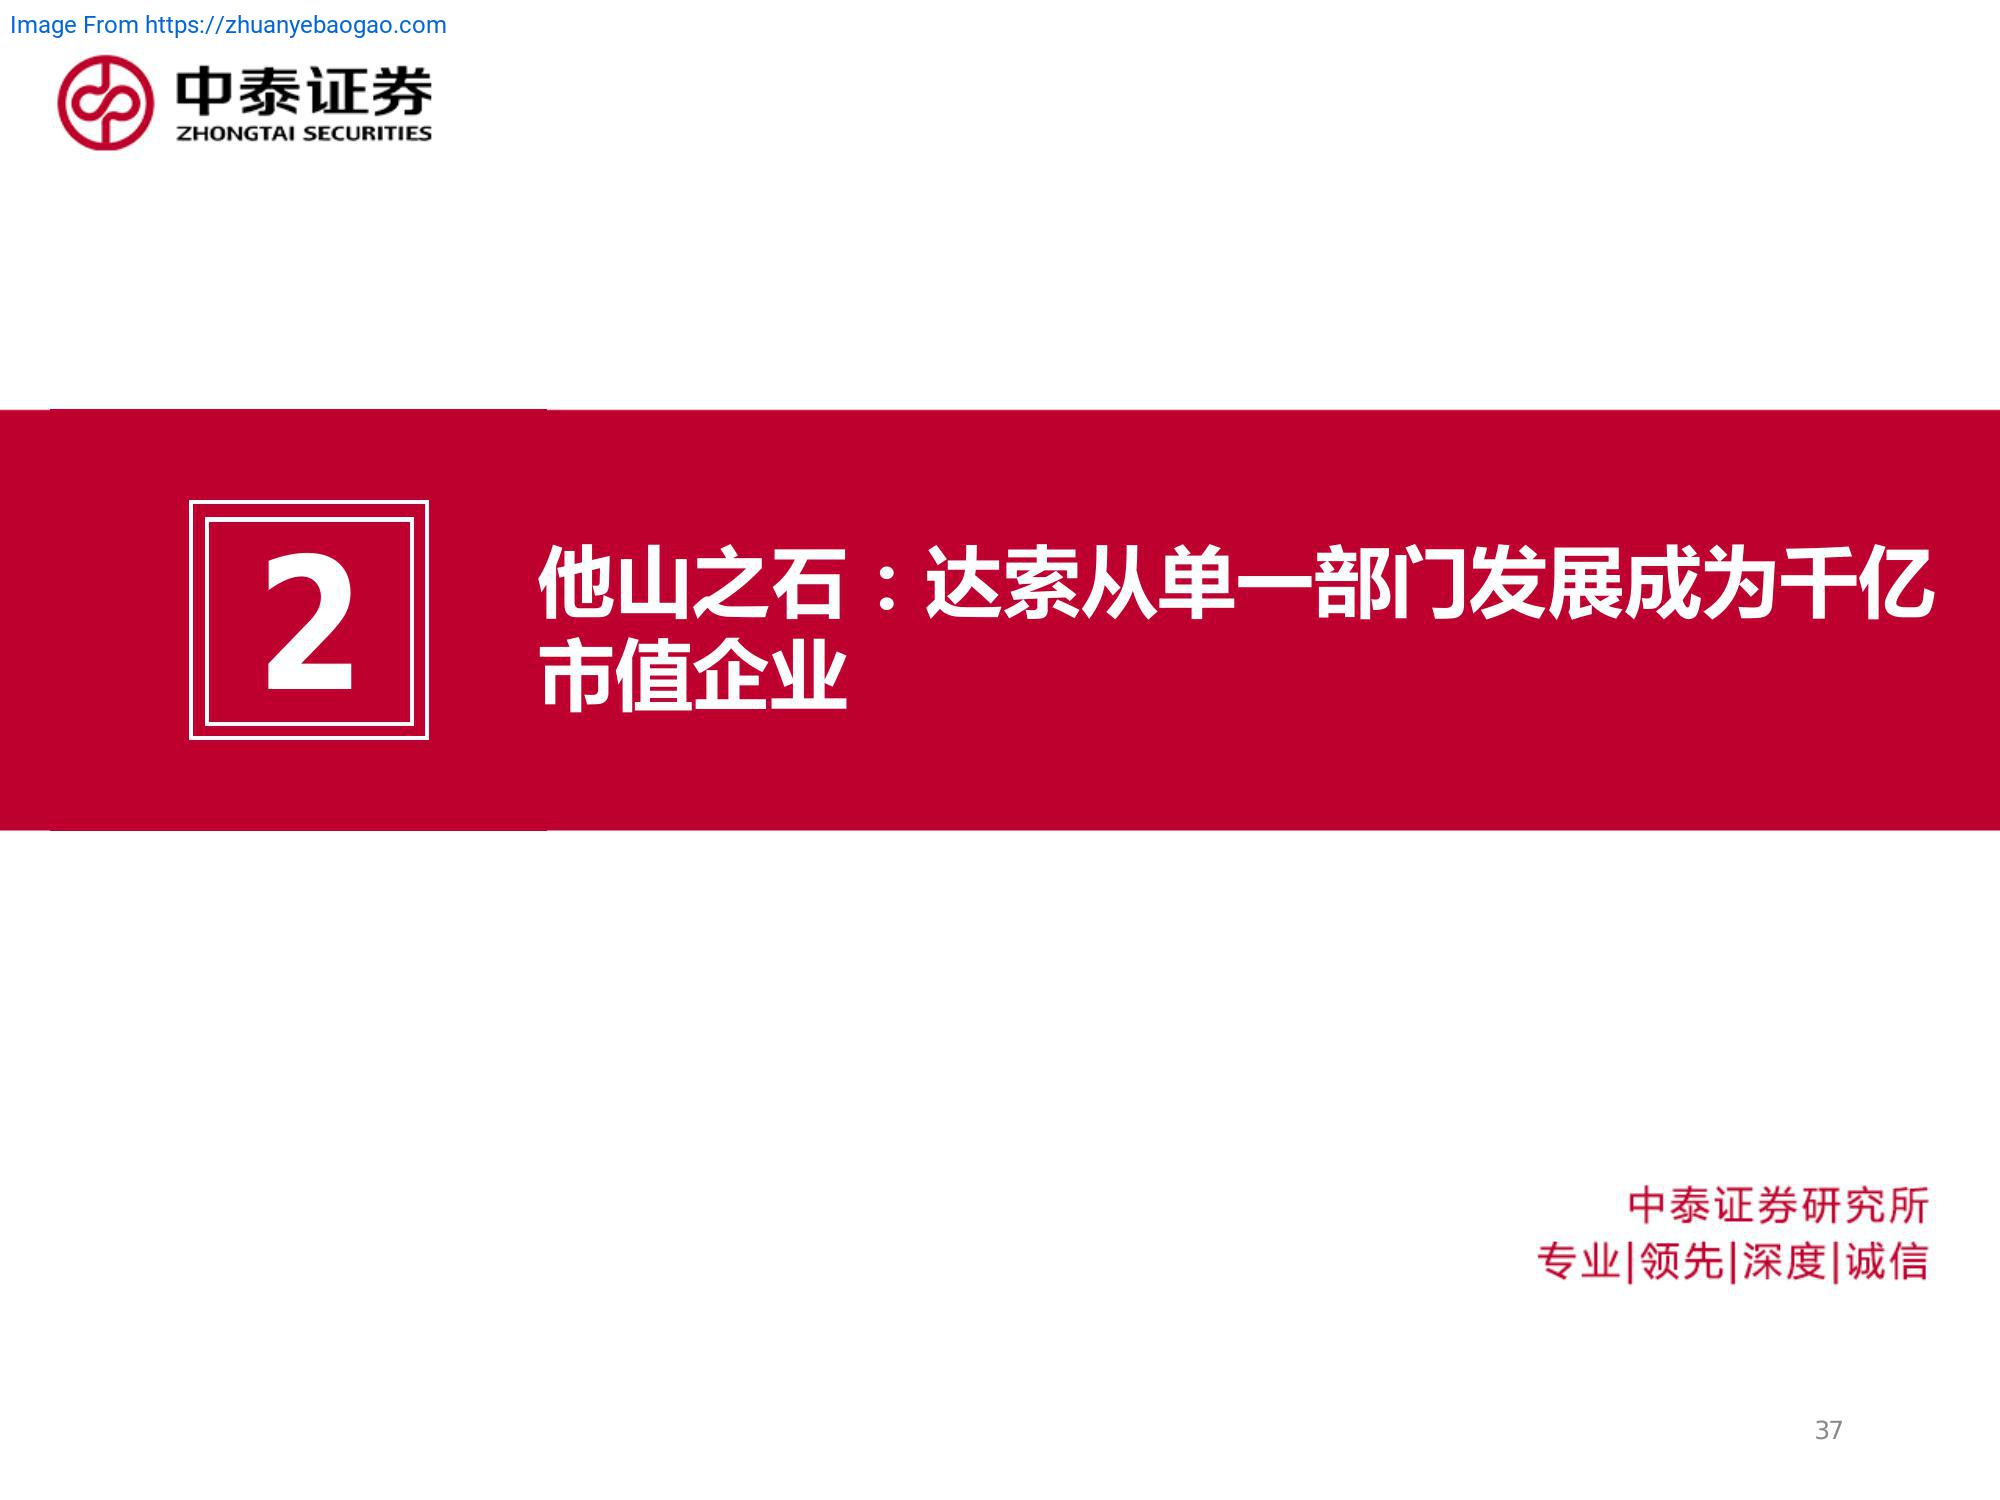 Image From https://zhuanyebaogao.com
中泰证券
ZHONGTAI SECURITIES
2
他山之石：达索从单一部门发展成为千亿
市值企业
中泰证券研究所
专业|领先|深度|诚信
37